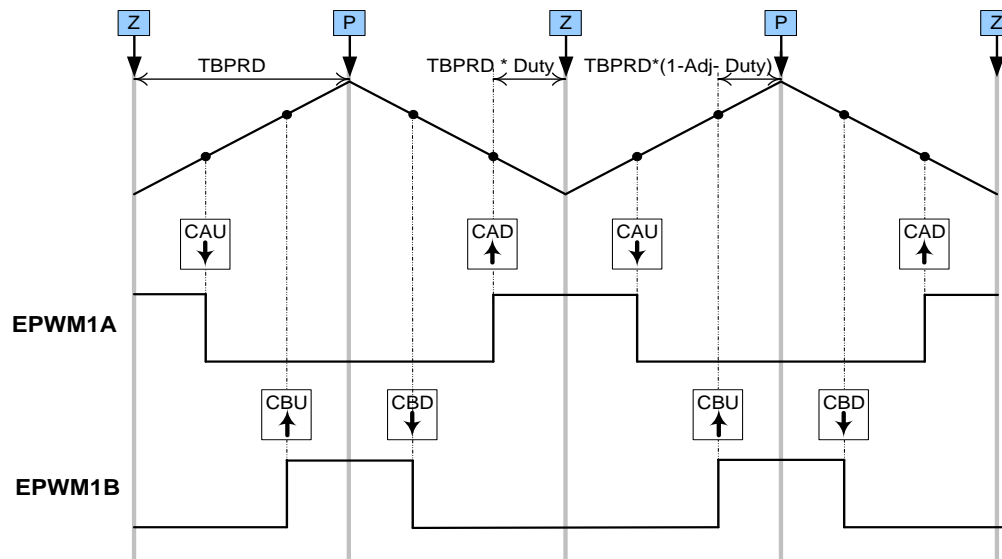 Z P Z P Z
TBPRD TBPRD * Duty TBPRD*(1-Adj- Duty)
CAU CAD CAU CAD
EPWM1A
CBU CBD CBU CBD
EPWM1B